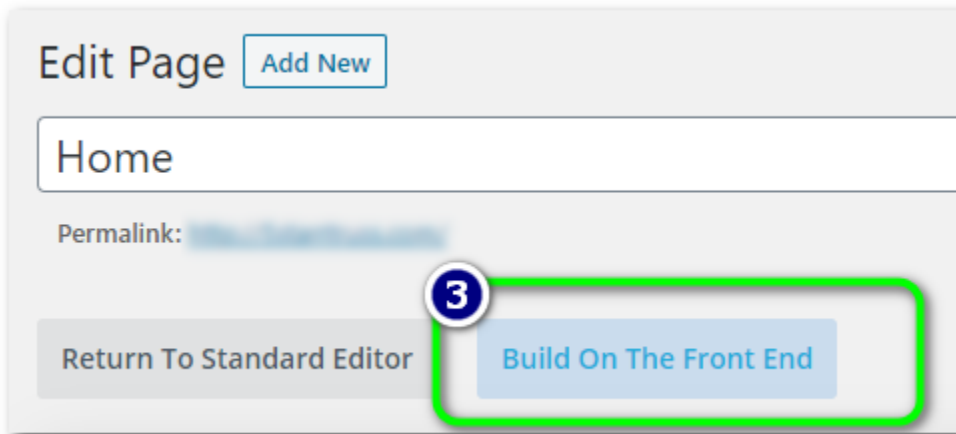 Edit Page Add New
Home
Permalink:
3
Return To Standard Editor Build On The Front End